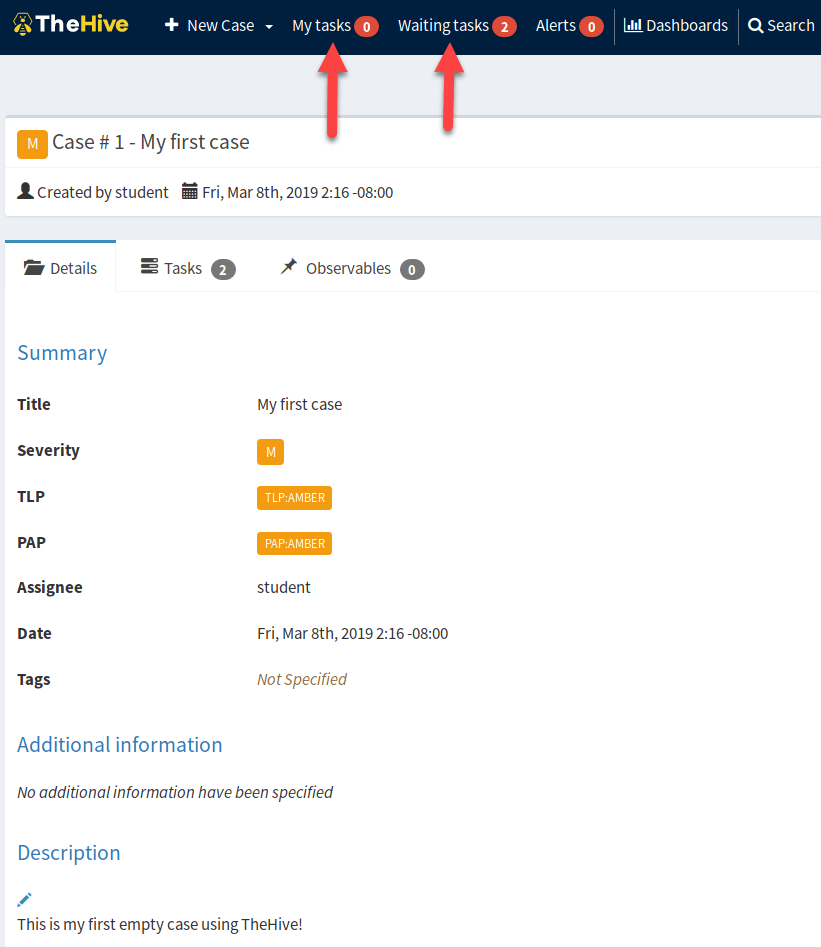 TheHive New Case My tasks 0 Waiting tasks 2 Alerts 0 Dashboards Search
M Case # 1 - My first case
Created by student Fri, Mar 8th, 2019 2:16 -08:00
Details Tasks 2 Observables 0
Summary
Title My first case
Severity M
TLP TLP:AMBER
PAP PAP:AMBER
Assignee student
Date Fri, Mar 8th, 2019 2:16 -08:00
Tags Not Specified
Additional information
No additional information have been specified
Description
This is my first empty case using TheHive!